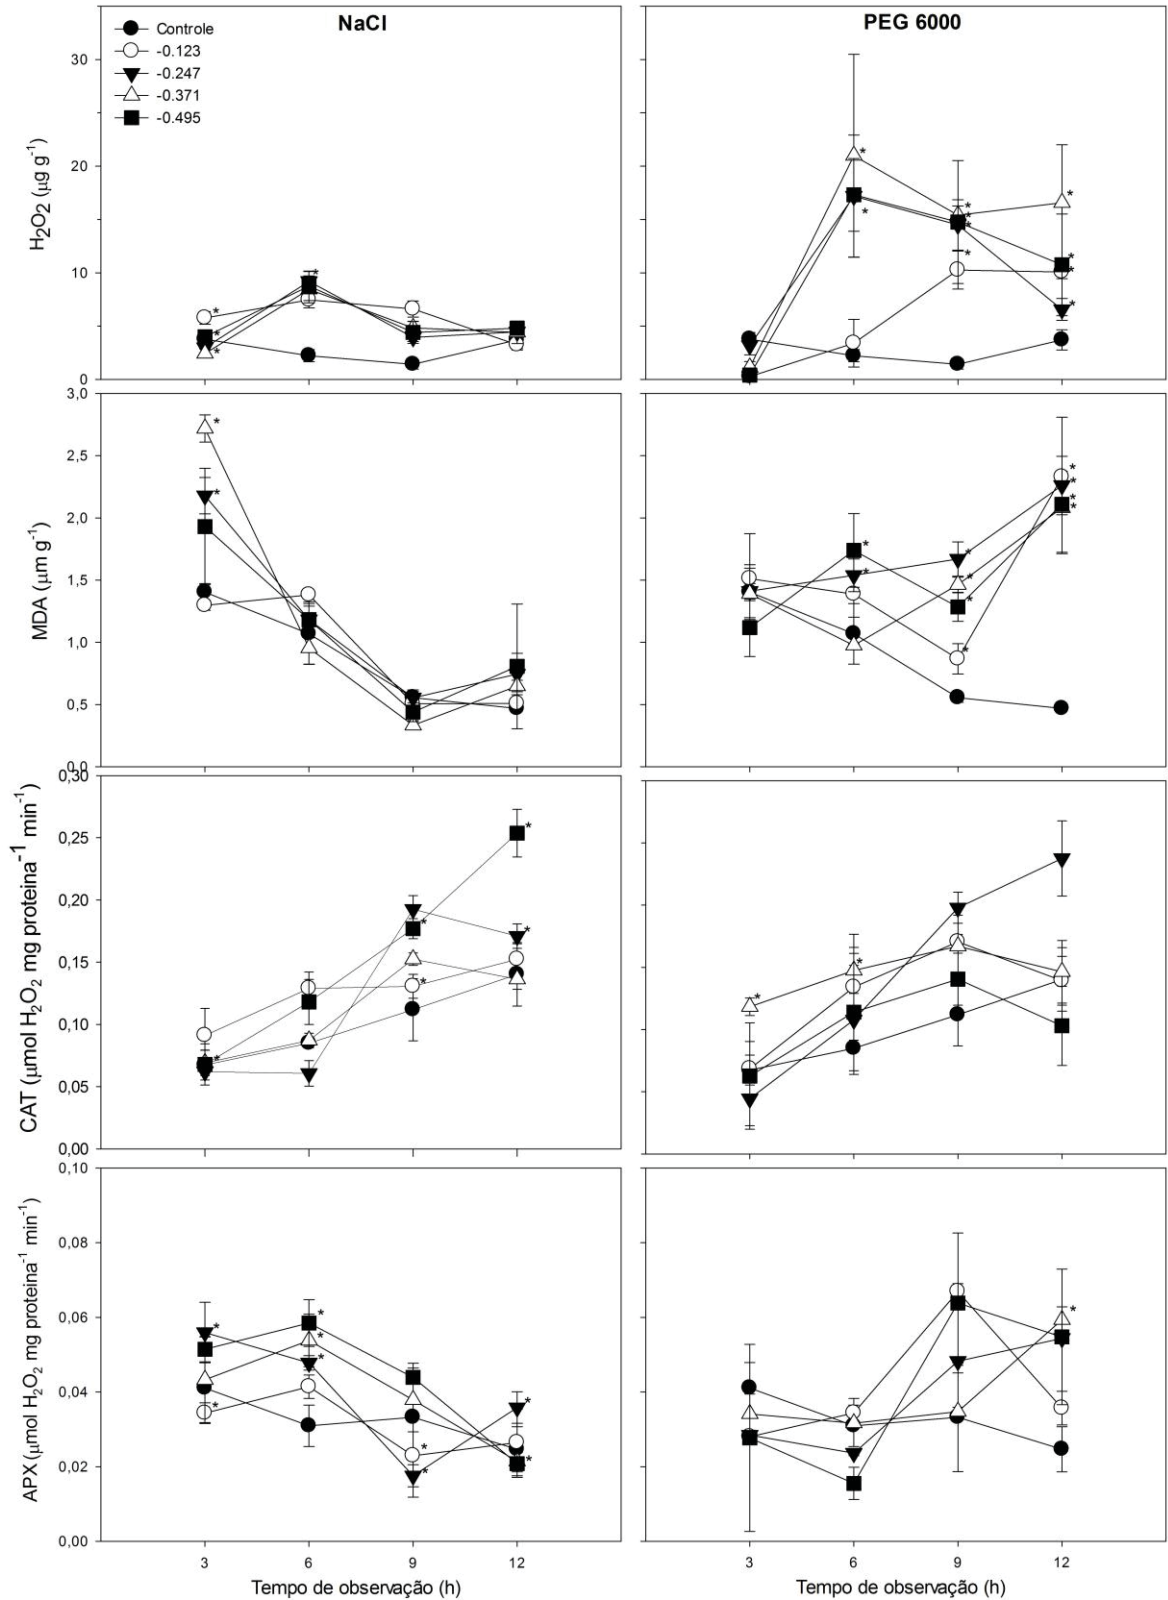 NaCl
PEG 6000
Controle
-0.123
-0.247
-0.371
-0.495
H₂O₂ (μg g⁻¹)
30
20
10
0
MDA (μm g⁻¹)
3,0
2,5
2,0
1,5
1,0
0,5
0,0
CAT (μmol H₂O₂ mg proteina⁻¹ min⁻¹)
0,30
0,25
0,20
0,15
0,10
0,05
0,00
APX (μmol H₂O₂ mg proteina⁻¹ min⁻¹)
0,10
0,08
0,06
0,04
0,02
0,00
3 6 9 12
Tempo de observação (h)
3 6 9 12
Tempo de observação (h)